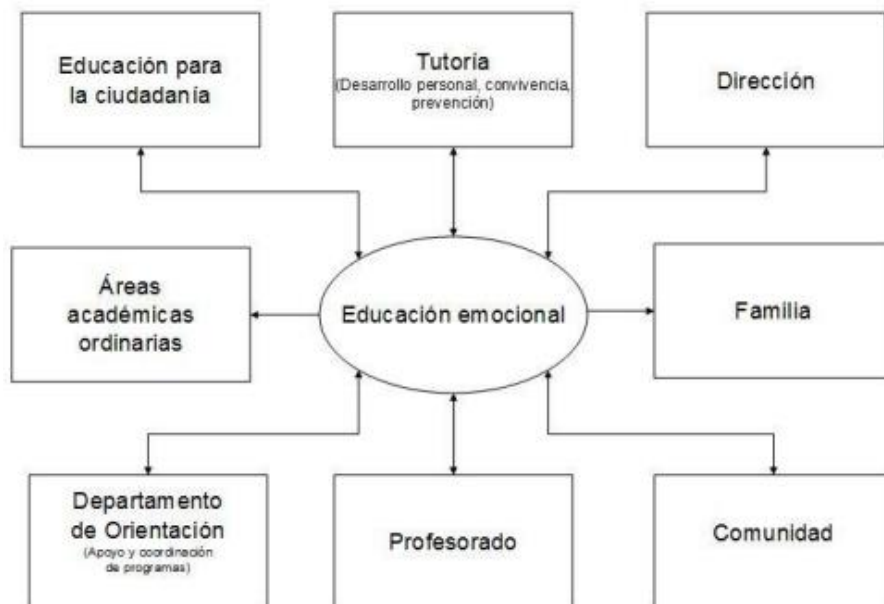 Educación para
la ciudadanía
Tutoría
(Desarrollo personal, convivencia,
prevención)
Dirección
Áreas
académicas
ordinarias
Educación emocional
Familia
Departamento
de Orientación
(Apoyo y coordinación
de programas)
Profesorado
Comunidad